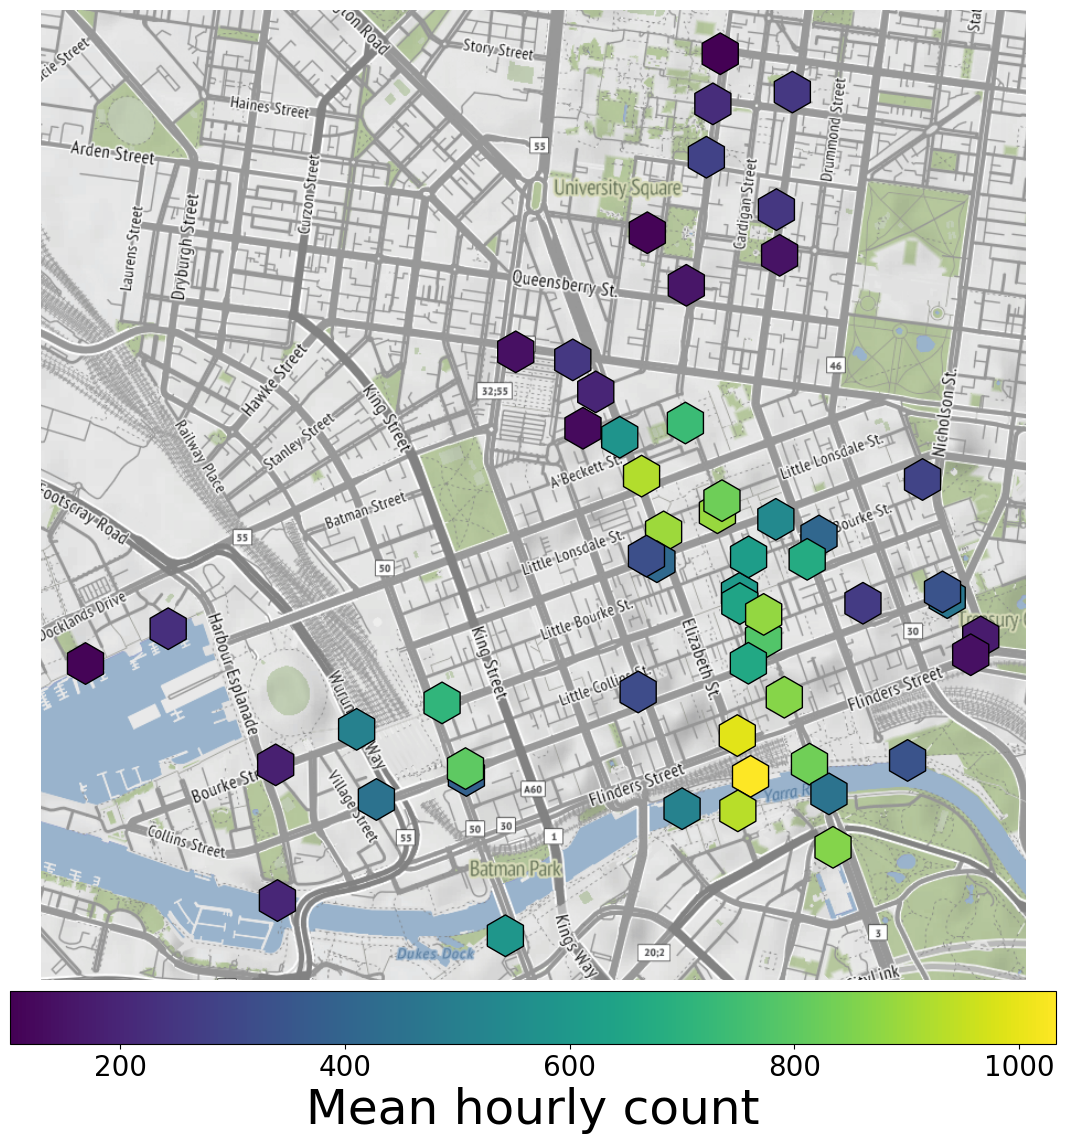 Story Street
Haines Street
55
Arden Street
Drummond Street
University Square
Curzon Street
Cardigan Street
Laurens Street
Dryburgh Street
Queensberry St.
46
Hawke Street
32;55
King Street
Nicholson St.
Railway Place
Stanley Street
Little Lonsdale St.
A'Beckett St.
Batman Street
Footscray Road
Bourke St.
55
Little Lonsdale St.
50
Docklands Drive
Little Bourke St.
Harbour Esplanade
King Street
Elizabeth St.
30
Little Collins St.
Flinders Street
Bourke St
Village Street
Flinders Street
A60
Yarra R
Collins Street
55
50
30
1
Batman Park
Kings Way
3
Dukes Dock
20;2
CityLink
200
400
600
800
1000
Mean hourly count